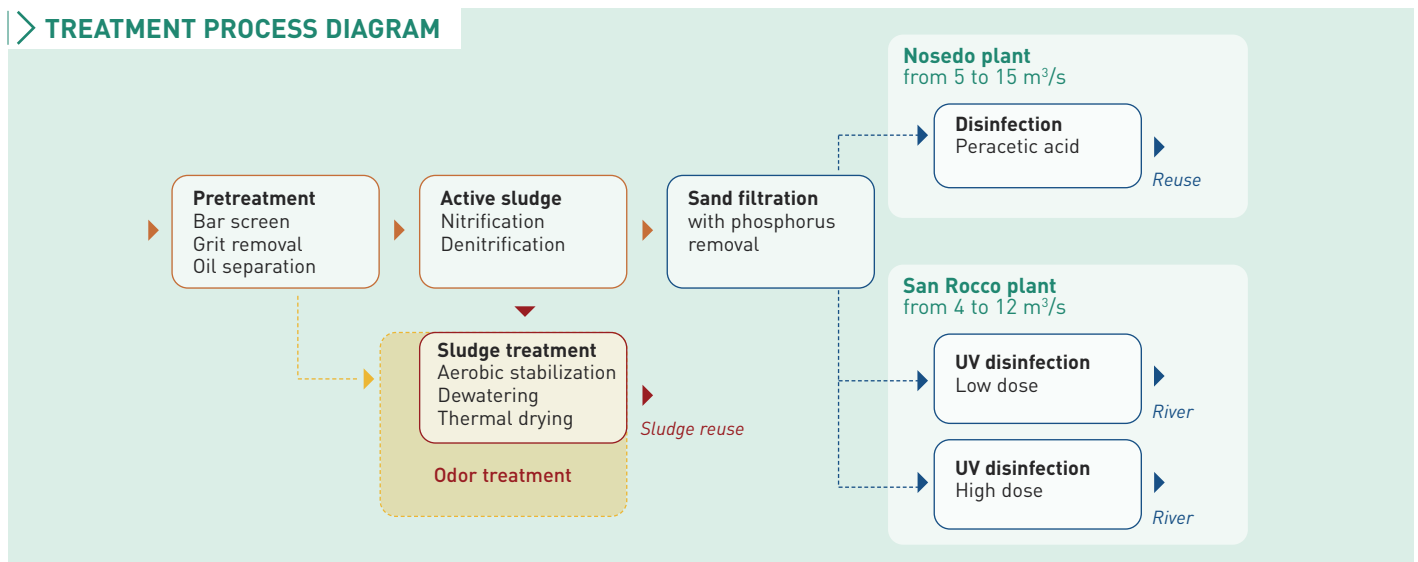 TREATMENT PROCESS DIAGRAM
Pretreatment
Bar screen
Grit removal
Oil separation
Active sludge
Nitrification
Denitrification
Sludge treatment
Aerobic stabilization
Dewatering
Thermal drying
Sludge reuse
Odor treatment
Sand filtration
with phosphorus
removal
Nosedo plant
from 5 to 15 m³/s
Disinfection
Peracetic acid
Reuse
San Rocco plant
from 4 to 12 m³/s
UV disinfection
Low dose
River
UV disinfection
High dose
River